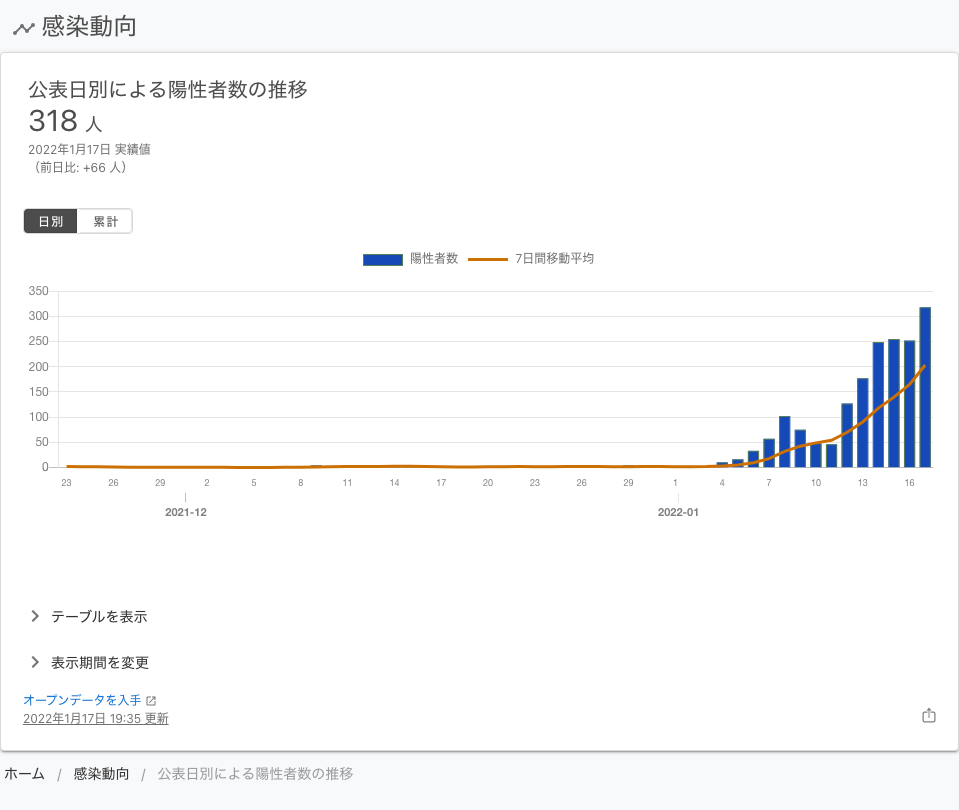 感染動向
公表日別による陽性者数の推移
318 人
2022年1月17日 実績値
（前日比: +66 人）
日別 累計
陽性者数 7日間移動平均
350
300
250
200
150
100
50
0
23 26 29 2 5 8 11 14 17 20 23 26 29 1 4 7 10 13 16
2021-12 2022-01
テーブルを表示
表示期間を変更
オープンデータを入手
2022年1月17日 19:35 更新
ホーム / 感染動向 / 公表日別による陽性者数の推移